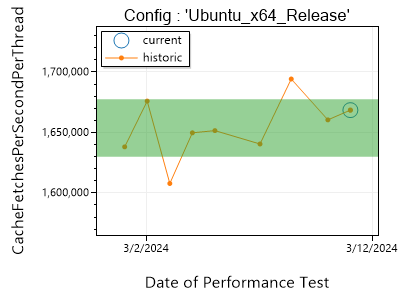 Config : 'Ubuntu_x64_Release'
current
historic
CacheFetchesPerSecondPerThread
1,700,000
1,650,000
1,600,000
3/2/2024
3/12/2024
Date of Performance Test